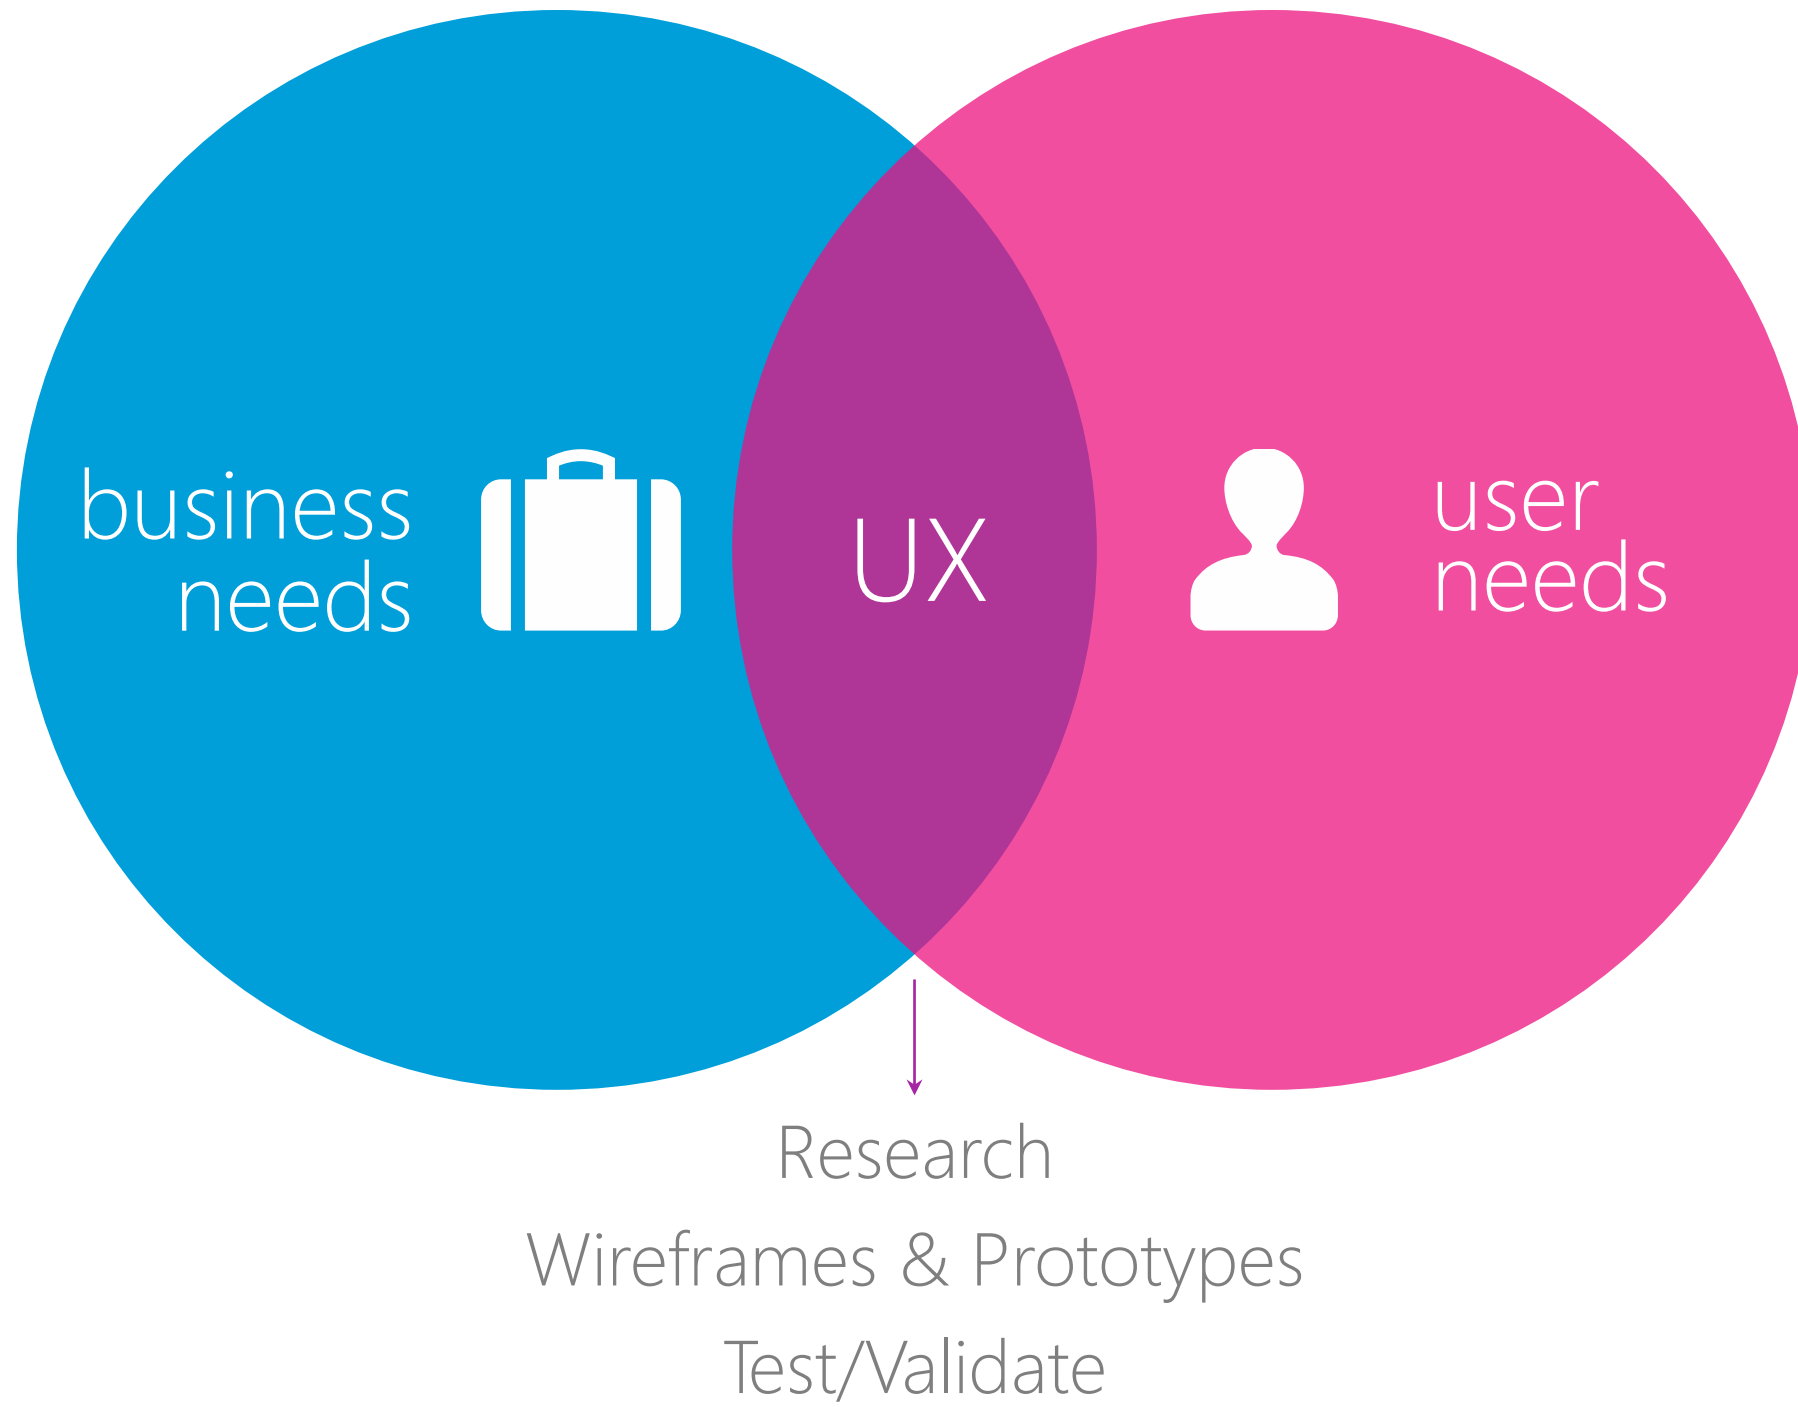 business
needs
UX
user
needs
Research
Wireframes & Prototypes
Test/Validate